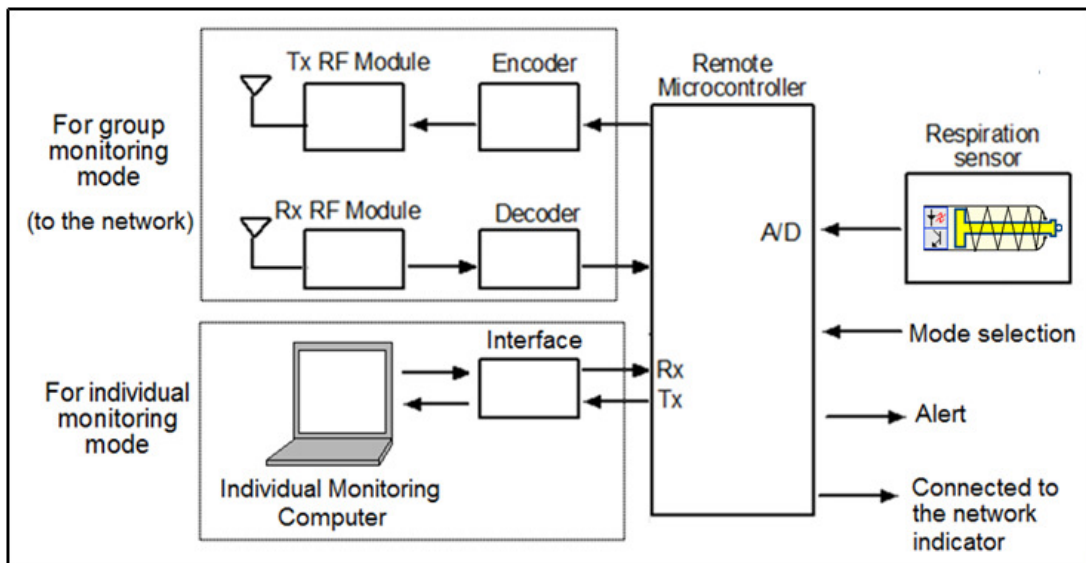 For group
monitoring
mode
(to the network)
Tx RF Module
Encoder
Rx RF Module
Decoder
Remote
Microcontroller
A/D
Rx
Tx
Respiration
sensor
Mode selection
Alert
Connected to
the network
indicator
For individual
monitoring
mode
Interface
Individual Monitoring
Computer